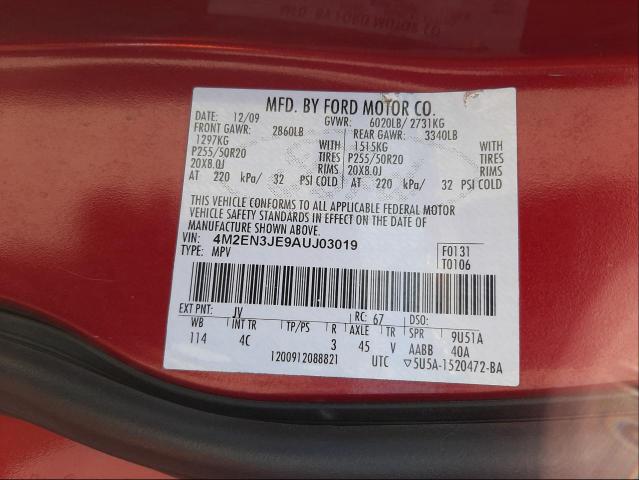 MFD. BY FORD MOTOR CO.
DATE: 12/09 GVWR: 6020LB/ 2731KG
FRONT GAWR: 2860LB REAR GAWR: 3340LB
1297KG WITH 1515KG WITH
P255/50R20 TIRES P255/50R20 TIRES
20X8.0J RIMS 20X8.0J RIMS
AT 220 kPa/ 32 PSI COLD AT 220 kPa/ 32 PSI COLD
THIS VEHICLE CONFORMS TO ALL APPLICABLE FEDERAL MOTOR
VEHICLE SAFETY STANDARDS IN EFFECT ON THE DATE OF
MANUFACTURE SHOWN ABOVE.
VIN: 4M2EN3JE9AUJ03019
TYPE: MPV
F0131
T0106
EXT PNT: JV RC: 67 DSO:
WB INT TR TP/PS R AXLE TR SPR 9U51A
114 4C 3 45 V AABB 40A
1200912088821 UTC ▽5U5A-1520472-BA